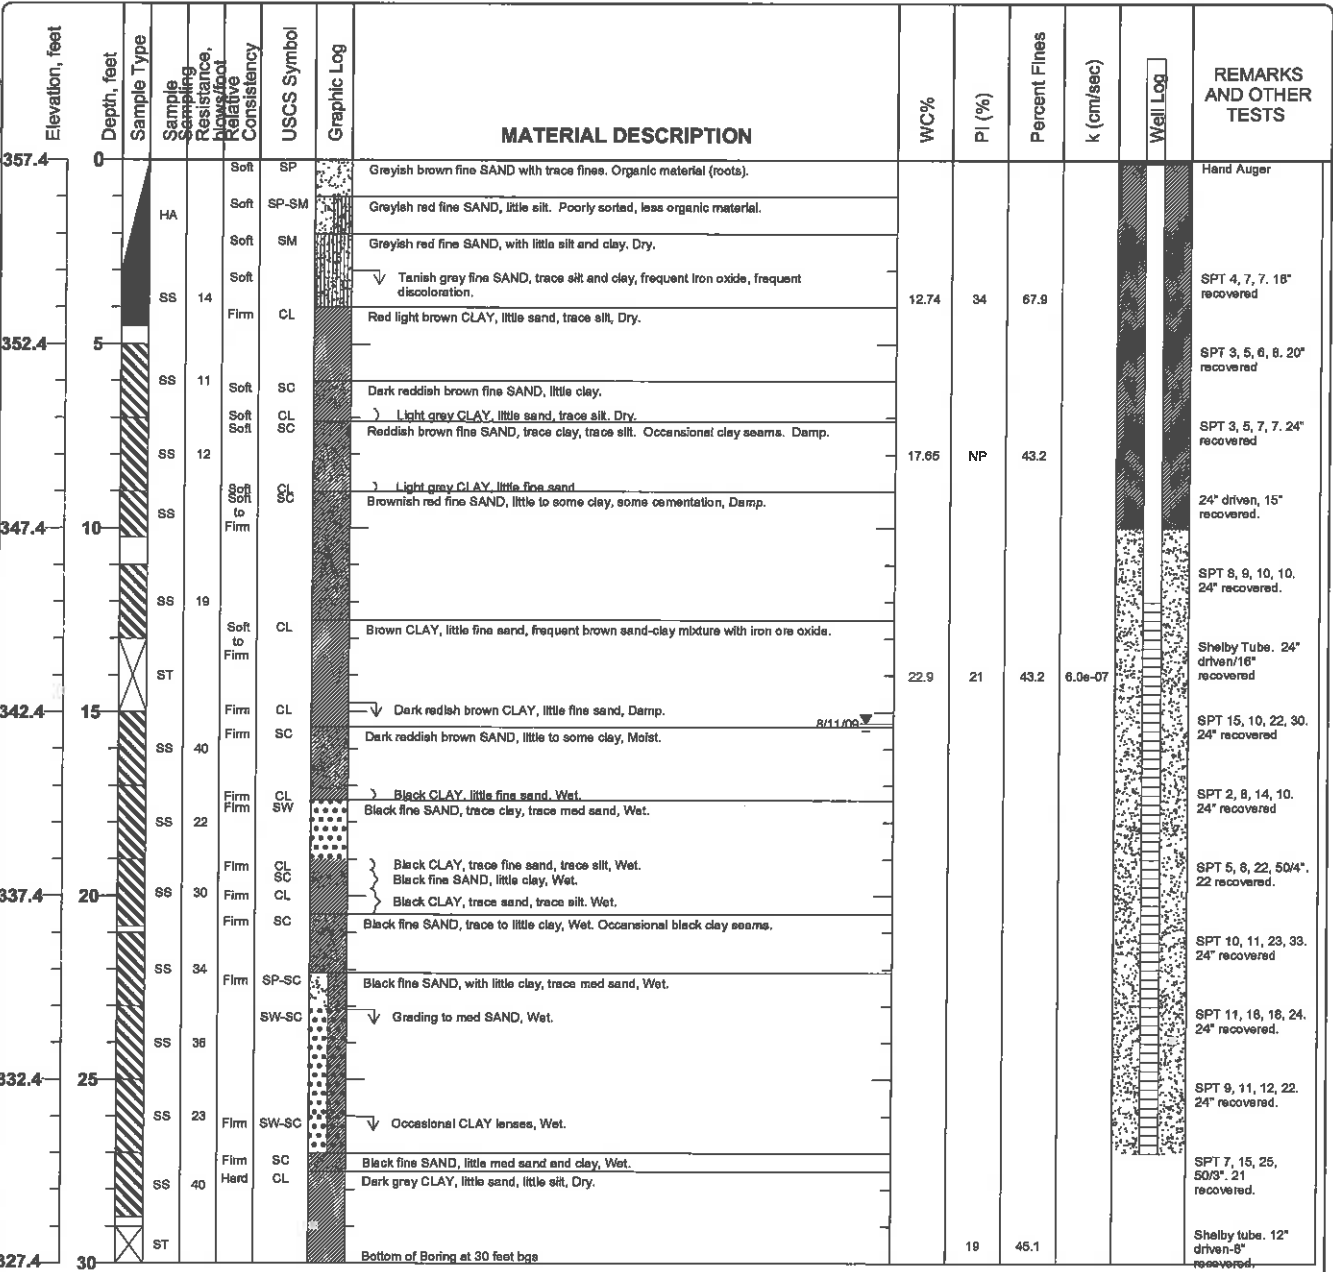 Elevation, feet
Depth, feet
Sample Type
Sample
Sampling
Resistance,
blows/foot
Relative
Consistency
USCS Symbol
Graphic Log
MATERIAL DESCRIPTION
WC%
PI (%)
Percent Fines
k (cm/sec)
Well Log
REMARKS
AND OTHER
TESTS
357.4 0
Soft SP Greyish brown fine SAND with trace fines. Organic material (roots). Hand Auger
Soft SP-SM Greyish red fine SAND, little silt. Poorly sorted, less organic material.
HA
Soft SM Greyish red fine SAND, with little silt and clay. Dry.
Soft Tanish grey fine SAND, trace silt and clay, frequent iron oxide, frequent
discoloration.
SS 14 12.74 34 67.9 SPT 4, 7, 7. 18"
recovered
Firm CL Red light brown CLAY, little sand, trace silt, Dry.
352.4 5
SS 11 SPT 3, 5, 6, 8. 20"
recovered
Soft SC Dark reddish brown fine SAND, little clay.
Soft CL Light grey CLAY, little sand, trace silt. Dry.
Soft SC Reddish brown fine SAND, trace clay, trace silt. Occansional clay seams. Damp.
SS 12 17.65 NP 43.2 SPT 3, 5, 7, 7. 24"
recovered
Soft CL Light grey CLAY, little fine sand
Soft SC Brownish red fine SAND, little to some clay, some cementation, Damp.
to
Firm
SS 24" driven, 15"
recovered.
347.4 10
SS 19 SPT 8, 9, 10, 10.
24" recovered.
Soft CL Brown CLAY, little fine sand, frequent brown sand-clay mixture with iron ore oxide.
to
Firm
ST 22.9 21 43.2 6.0e-07 Shelby Tube. 24"
driven/16"
recovered
342.4 15
Firm CL Dark redish brown CLAY, little fine sand, Damp.
8/11/09
Firm SC Dark reddish brown SAND, little to some clay, Moist.
SS 40 SPT 15, 10, 22, 30.
24" recovered
Firm CL Black CLAY, little fine sand, Wet.
Firm SW Black fine SAND, trace clay, trace med sand, Wet.
SS 22 SPT 2, 8, 14, 10.
24" recovered
Firm CL Black CLAY, trace fine sand, trace silt, Wet.
SC Black fine SAND, little clay, Wet.
337.4 20 SS 30 Firm CL Black CLAY, trace sand, trace silt. Wet. SPT 5, 8, 22, 50/4".
22 recovered.
Firm SC Black fine SAND, trace to little clay, Wet. Occansional black clay seams.
SS 34 SPT 10, 11, 23, 33.
24" recovered
Firm SP-SC Black fine SAND, with little clay, trace med sand, Wet.
SW-SC Grading to med SAND, Wet.
SS 36 SPT 11, 18, 18, 24.
24" recovered.
332.4 25
SS 23 SPT 9, 11, 12, 22.
24" recovered.
Firm SW-SC Occasional CLAY lenses, Wet.
Firm SC Black fine SAND, little med sand and clay, Wet.
Hard CL Dark grey CLAY, little sand, little silt, Dry.
SS 40 SPT 7, 15, 25,
50/3". 21
recovered.
ST 19 45.1 Shelby tube. 12"
driven-8"
recovered.
327.4 30 Bottom of Boring at 30 feet bgs